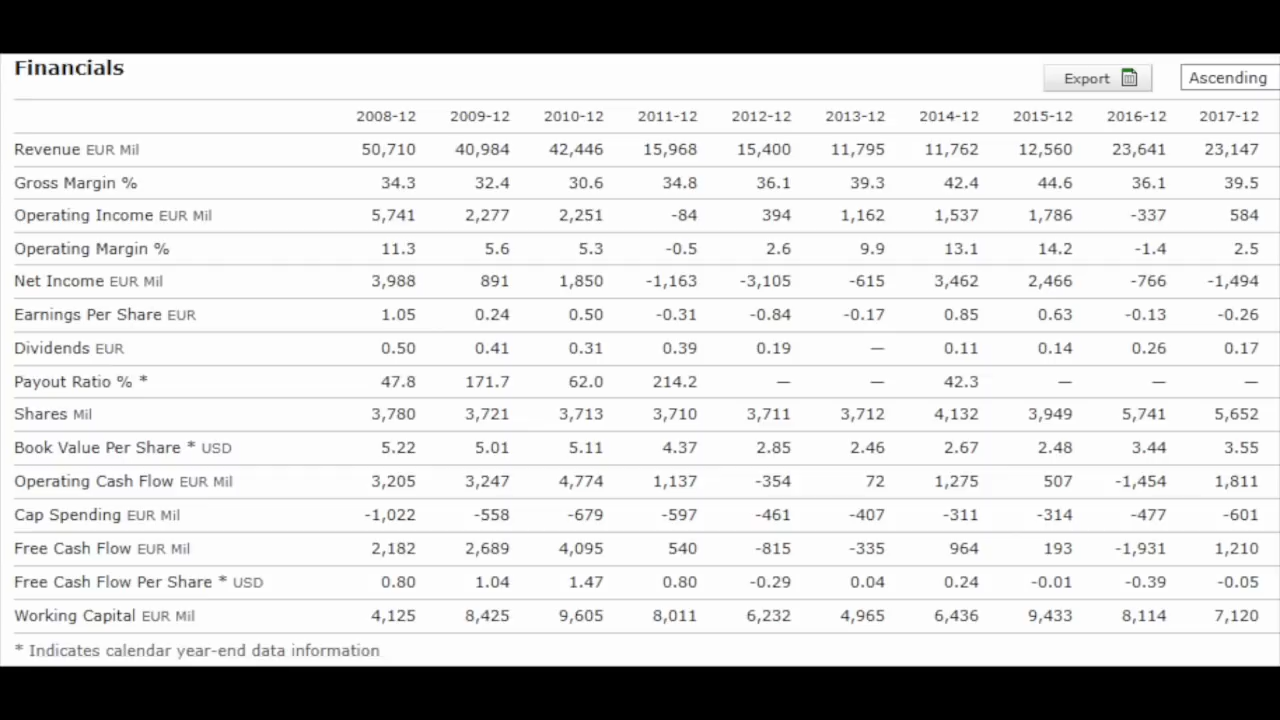 Financials
Export
Ascending
2008-12 2009-12 2010-12 2011-12 2012-12 2013-12 2014-12 2015-12 2016-12 2017-12
Revenue EUR Mil 50,710 40,984 42,446 15,968 15,400 11,795 11,762 12,560 23,641 23,147
Gross Margin % 34.3 32.4 30.6 34.8 36.1 39.3 42.4 44.6 36.1 39.5
Operating Income EUR Mil 5,741 2,277 2,251 -84 394 1,162 1,537 1,786 -337 584
Operating Margin % 11.3 5.6 5.3 -0.5 2.6 9.9 13.1 14.2 -1.4 2.5
Net Income EUR Mil 3,988 891 1,850 -1,163 -3,105 -615 3,462 2,466 -766 -1,494
Earnings Per Share EUR 1.05 0.24 0.50 -0.31 -0.84 -0.17 0.85 0.63 -0.13 -0.26
Dividends EUR 0.50 0.41 0.31 0.39 0.19 — 0.11 0.14 0.26 0.17
Payout Ratio % * 47.8 171.7 62.0 214.2 — — 42.3 — — —
Shares Mil 3,780 3,721 3,713 3,710 3,711 3,712 4,132 3,949 5,741 5,652
Book Value Per Share * USD 5.22 5.01 5.11 4.37 2.85 2.46 2.67 2.48 3.44 3.55
Operating Cash Flow EUR Mil 3,205 3,247 4,774 1,137 -354 72 1,275 507 -1,454 1,811
Cap Spending EUR Mil -1,022 -558 -679 -597 -461 -407 -311 -314 -477 -601
Free Cash Flow EUR Mil 2,182 2,689 4,095 540 -815 -335 964 193 -1,931 1,210
Free Cash Flow Per Share * USD 0.80 1.04 1.47 0.80 -0.29 0.04 0.24 -0.01 -0.39 -0.05
Working Capital EUR Mil 4,125 8,425 9,605 8,011 6,232 4,965 6,436 9,433 8,114 7,120
* Indicates calendar year-end data information